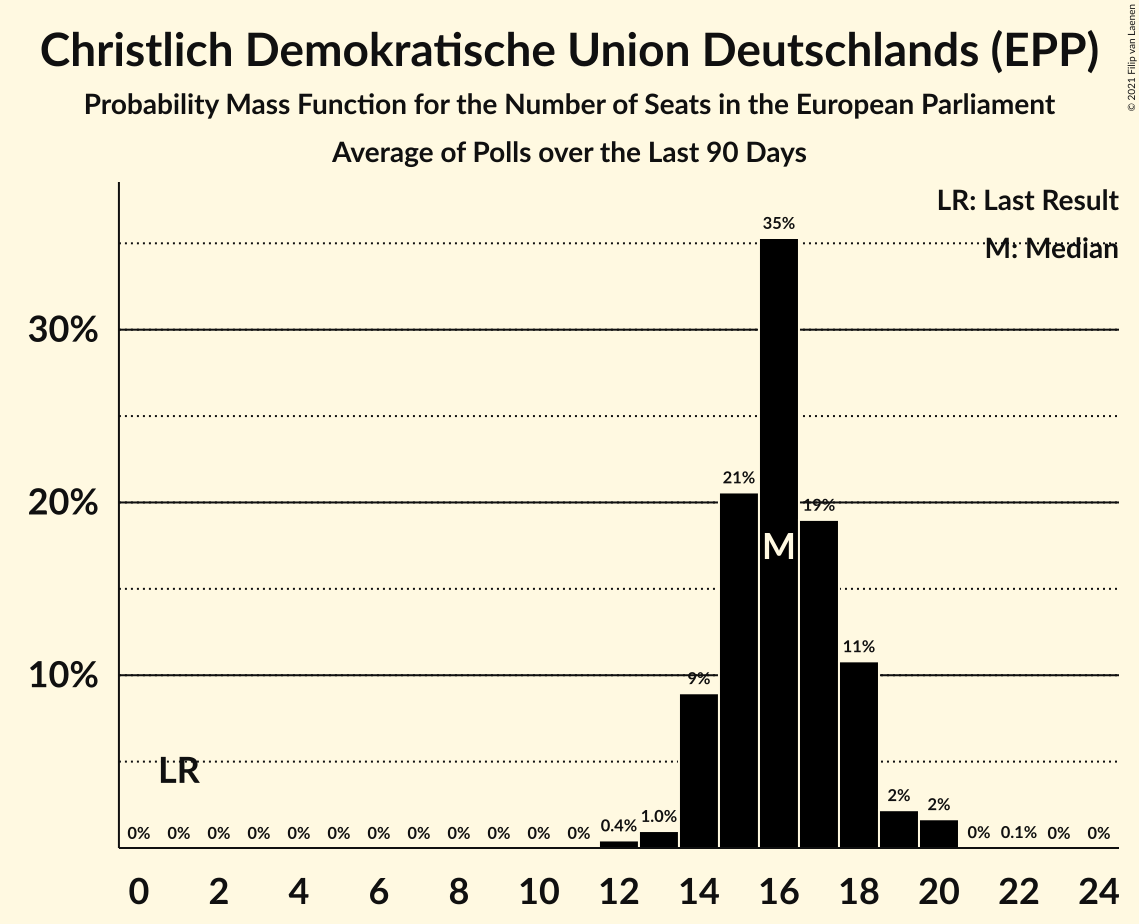 Christlich Demokratische Union Deutschlands (EPP)
Probability Mass Function for the Number of Seats in the European Parliament
Average of Polls over the Last 90 Days
© 2021 Filip van Laenen
LR: Last Result
M: Median
35%
30%
21%
20%
19%
M
11%
10%
9%
LR
0% 0% 0% 0% 0% 0% 0% 0% 0% 0% 0% 0% 0.4% 1.0% 2% 2% 0% 0.1% 0% 0%
0 2 4 6 8 10 12 14 16 18 20 22 24